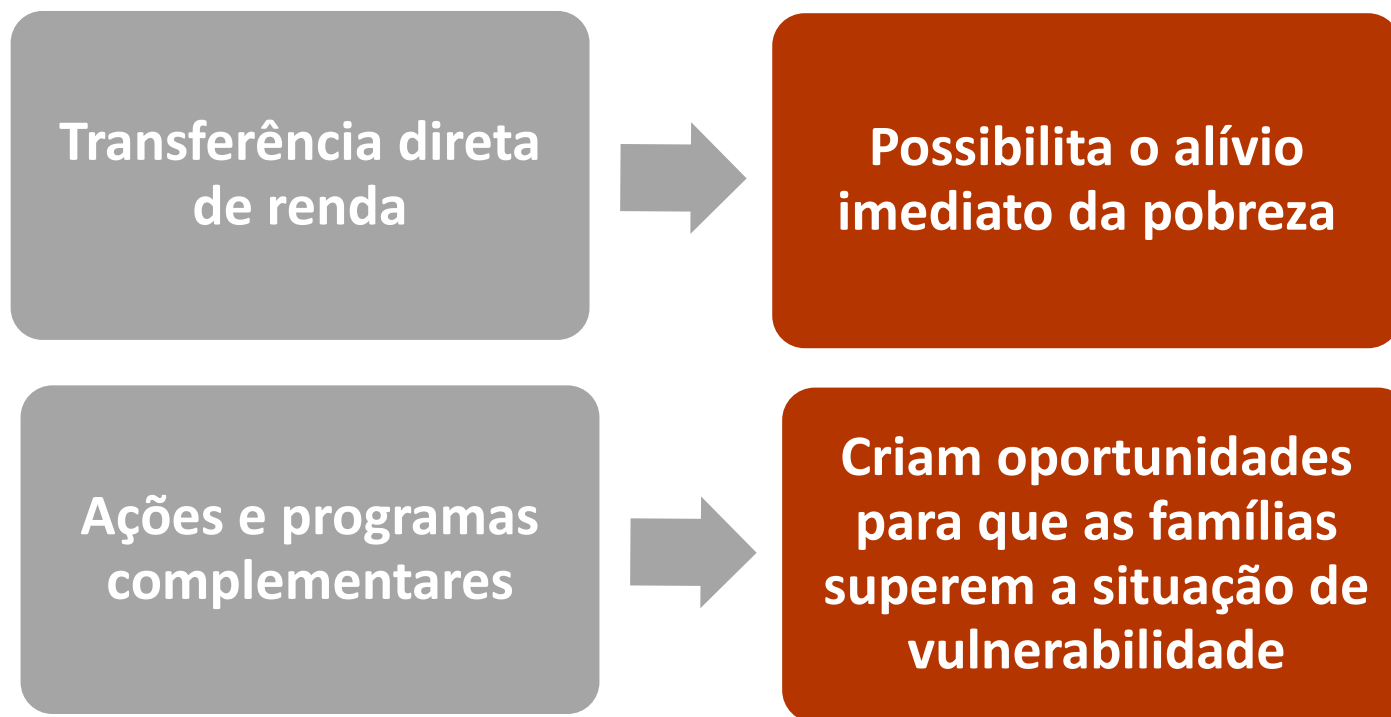 Transferência direta
de renda
Possibilita o alívio
imediato da pobreza
Ações e programas
complementares
Criam oportunidades
para que as famílias
superem a situação de
vulnerabilidade